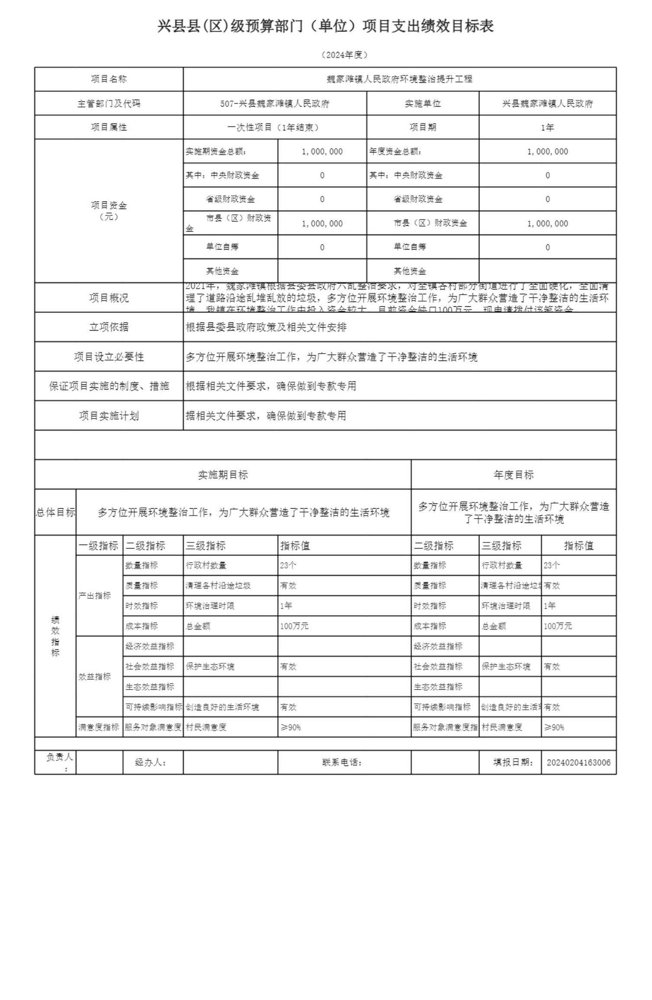 兴县县(区)级预算部门（单位）项目支出绩效目标表
（2024年度）
项目名称 魏家滩镇人民政府环境整治提升工程
主管部门及代码 507-兴县魏家滩镇人民政府 实施单位 兴县魏家滩镇人民政府
项目属性 一次性项目（1年结束） 项目期 1年
项目资金
（元）
实施期资金总额： 1,000,000 年度资金总额： 1,000,000
其中：中央财政资金 0 其中：中央财政资金 0
省级财政资金 0 省级财政资金 0
市县（区）财政资
金 1,000,000 市县（区）财政资金 1,000,000
单位自筹 0 单位自筹 0
其他资金 其他资金
项目概况
2021年，魏家滩镇根据县委县政府六乱整治要求，对全镇各村部分街道进行了全面硬化，全面清
理了道路沿途乱堆乱放的垃圾，多方位开展环境整治工作，为广大群众营造了干净整洁的生活环
境。我镇在环境整治工作中投入资金较大，目前资金缺口100万元，现申请拨付该笔资金。
立项依据 根据县委县政府政策及相关文件安排
项目设立必要性 多方位开展环境整治工作，为广大群众营造了干净整洁的生活环境
保证项目实施的制度、措施 根据相关文件要求，确保做到专款专用
项目实施计划 据相关文件要求，确保做到专款专用
实施期目标 年度目标
总体目标 多方位开展环境整治工作，为广大群众营造了干净整洁的生活环境 多方位开展环境整治工作，为广大群众营造
了干净整洁的生活环境
绩
效
指
标
一级指标 二级指标 三级指标 指标值 二级指标 三级指标 指标值
产出指标
数量指标 行政村数量 23个 数量指标 行政村数量 23个
质量指标 清理各村沿途垃圾 有效 质量指标 清理各村沿途垃 有效
时效指标 环境治理时限 1年 时效指标 环境治理时限 1年
成本指标 总金额 100万元 成本指标 总金额 100万元
效益指标
经济效益指标 经济效益指标
社会效益指标 保护生态环境 有效 社会效益指标 保护生态环境 有效
生态效益指标 生态效益指标
可持续影响指标 创造良好的生活环境 有效 可持续影响指标 创造良好的生活 有效
满意度指标 服务对象满意度 村民满意度 ≥90% 服务对象满意度指 村民满意度 ≥90%
负责人
： 经办人： 联系电话： 填报日期： 20240204163006